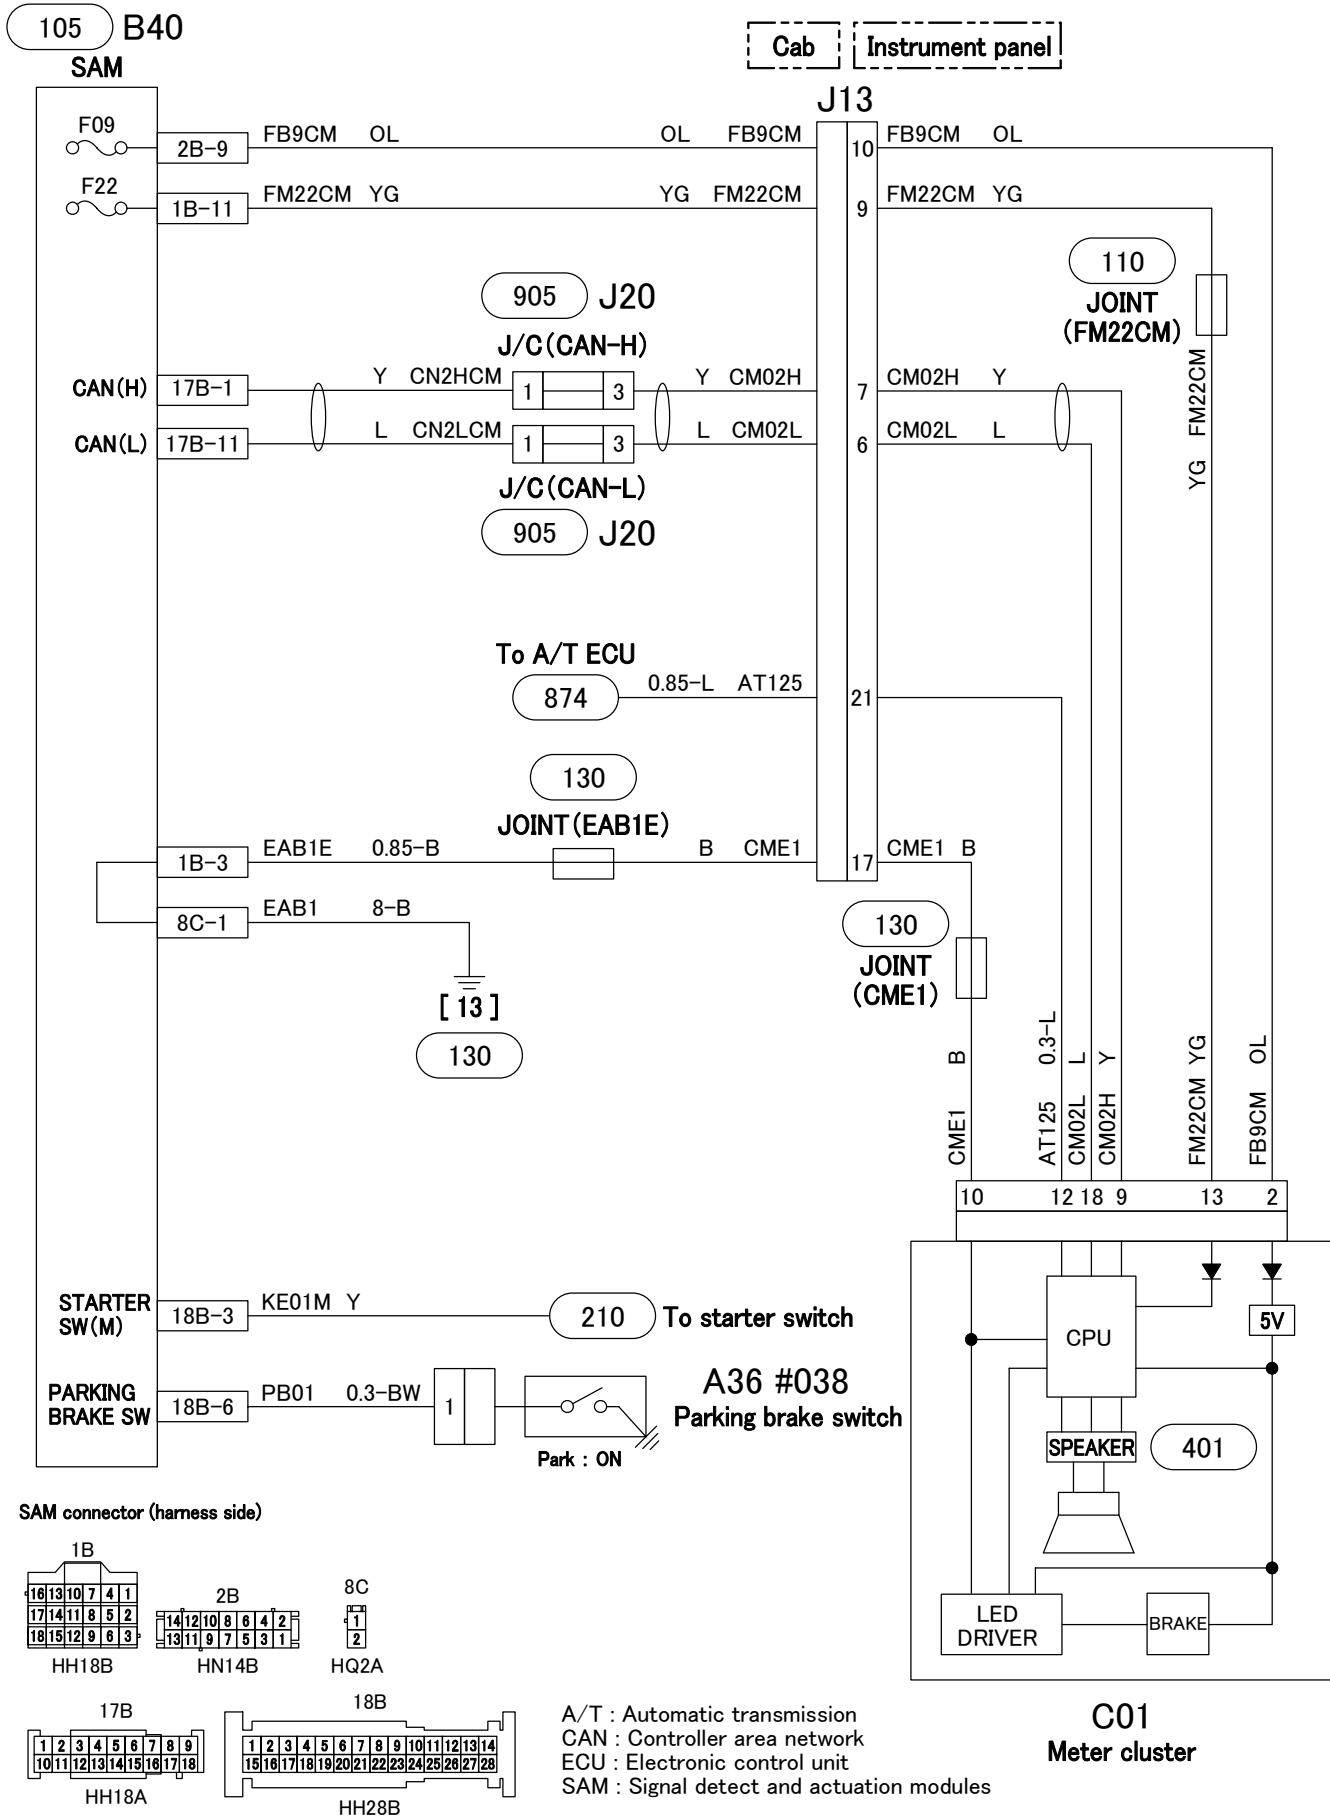 105 B40
SAM
Cab Instrument panel
J13
F09
2B-9 FB9CM OL OL FB9CM 10 FB9CM OL
F22
1B-11 FM22CM YG YG FM22CM 9 FM22CM YG
110
JOINT
(FM22CM)
905 J20
J/C(CAN-H)
CAN(H) 17B-1 Y CN2HCM 1 3 Y CM02H 7 CM02H Y
CAN(L) 17B-11 L CN2LCM 1 3 L CM02L 6 CM02L L
YG FM22CM
J/C(CAN-L)
905 J20
To A/T ECU
874 0.85-L AT125 21
130
JOINT(EAB1E)
1B-3 EAB1E 0.85-B B CME1 17 CME1 B
8C-1 EAB1 8-B
[ 13 ]
130
130
JOINT
(CME1)
CME1 B
AT125 0.3-L
CM02L L
CM02H Y
FM22CM YG
FB9CM OL
10 12 18 9 13 2
STARTER
SW(M)
18B-3 KE01M Y 210 To starter switch
CPU
5V
PARKING
BRAKE SW
18B-6 PB01 0.3-BW 1
A36 #038
Parking brake switch
Park : ON
SPEAKER 401
LED
DRIVER
BRAKE
C01
Meter cluster
SAM connector (harness side)
1B
16 13 10 7 4 1
17 14 11 8 5 2
18 15 12 9 6 3
HH18B
2B
14 12 10 8 6 4 2
13 11 9 7 5 3 1
HN14B
8C
1
2
HQ2A
17B
1 2 3 4 5 6 7 8 9
10 11 12 13 14 15 16 17 18
HH18A
18B
1 2 3 4 5 6 7 8 9 10 11 12 13 14
15 16 17 18 19 20 21 22 23 24 25 26 27 28
HH28B
A/T : Automatic transmission
CAN : Controller area network
ECU : Electronic control unit
SAM : Signal detect and actuation modules